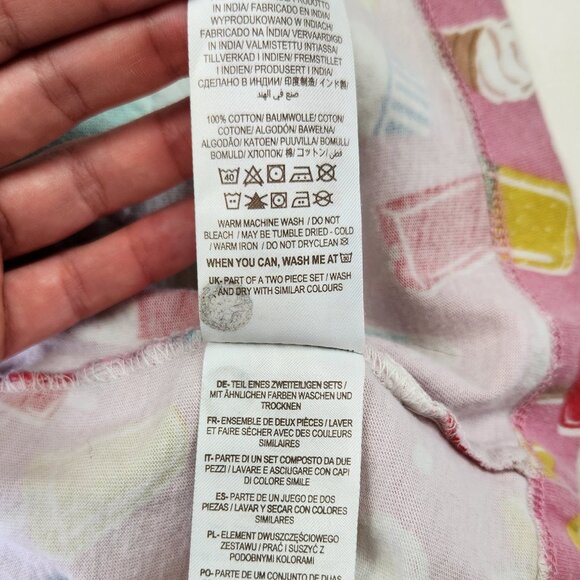 INDIEN/ FABRIQUÉ EN INDE/ PRODOTTO
IN INDIA/ FABRICADO EN INDIA/
WYPRODUKOWANO W INDIACH/
FABRICADO NA ÍNDIA/ VERVAARDIGD
IN INDIA/ VALMISTETTU INTIASSA/
TILLVERKAD I INDIEN/ FREMSTILLET
I INDIEN/ PRODUSERT I INDIA/
СДЕЛАНО В ИНДИИ/ インド製/
صنع في الهند
100% COTTON/ BAUMWOLLE/ COTON/
COTONE/ ALGODÓN/ BAWEŁNA/
ALGODÃO/ KATOEN/ PUUVILLA/ BOMULL/
BOMULD/ ХЛОПОК/ 棉/ コットン/ قطن
40
WARM MACHINE WASH / DO NOT
BLEACH / MAY BE TUMBLE DRIED - COLD
/ WARM IRON / DO NOT DRYCLEAN
WHEN YOU CAN, WASH ME AT 30
UK- PART OF A TWO PIECE SET / WASH
AND DRY WITH SIMILAR COLOURS
DE- TEIL EINES ZWEITEILIGEN SETS /
MIT ÄHNLICHEN FARBEN WASCHEN UND
TROCKNEN
FR- ENSEMBLE DE DEUX PIÈCES / LAVER
ET FAIRE SÉCHER AVEC DES COULEURS
SIMILAIRES
IT- PARTE DI UN SET COMPOSTO DA DUE
PEZZI / LAVARE E ASCIUGARE CON CAPI
DI COLORE SIMILE
ES- PARTE DE UN JUEGO DE DOS
PIEZAS / LAVAR Y SECAR CON COLORES
SIMILARES
PL- ELEMENT DWUSZCZĘŚCIOWEGO
ZESTAWU / PRAĆ I SUSZYĆ Z
PODOBNYMI KOLORAMI
PO- PARTE DE UM CONJUNTO DE DUAS